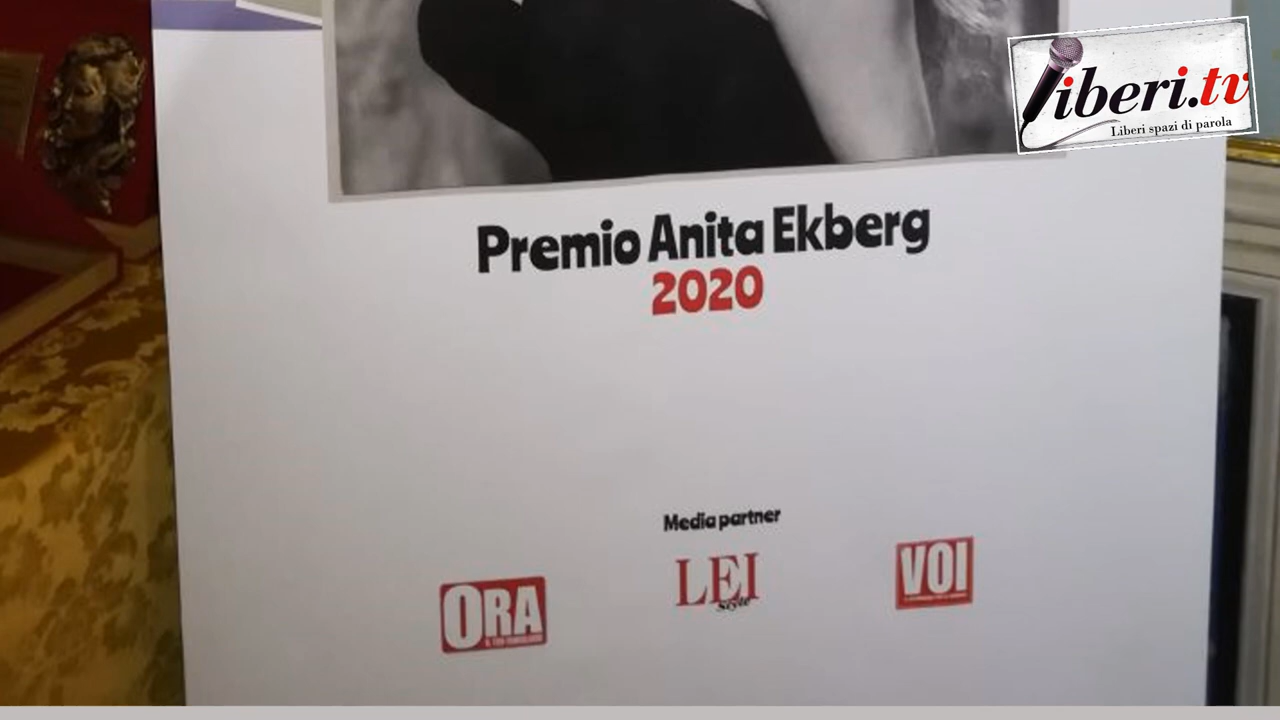 liberi.tv
Liberi spazi di parola
Premio Anita Ekberg
2020
Media partner
LEI
style
ORA
VOI